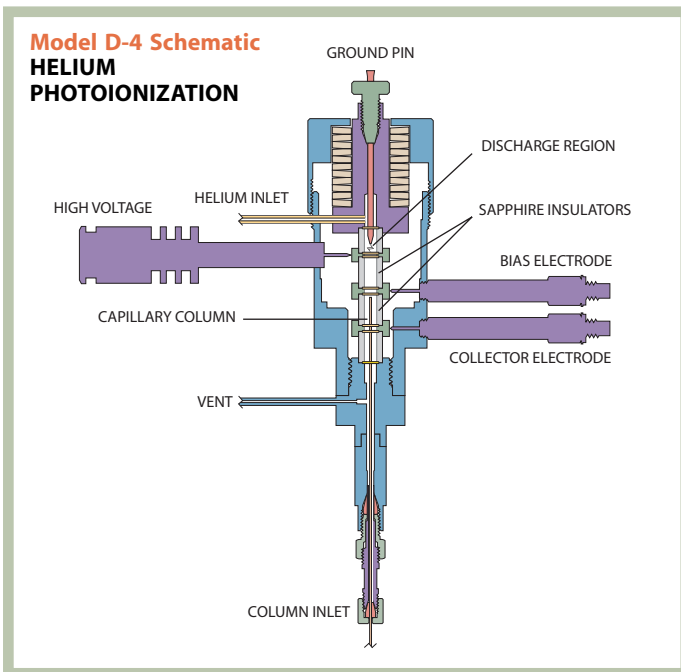 Model D-4 Schematic
HELIUM
PHOTOIONIZATION
GROUND PIN
DISCHARGE REGION
HELIUM INLET
HIGH VOLTAGE
SAPPHIRE INSULATORS
BIAS ELECTRODE
CAPILLARY COLUMN
COLLECTOR ELECTRODE
VENT
COLUMN INLET